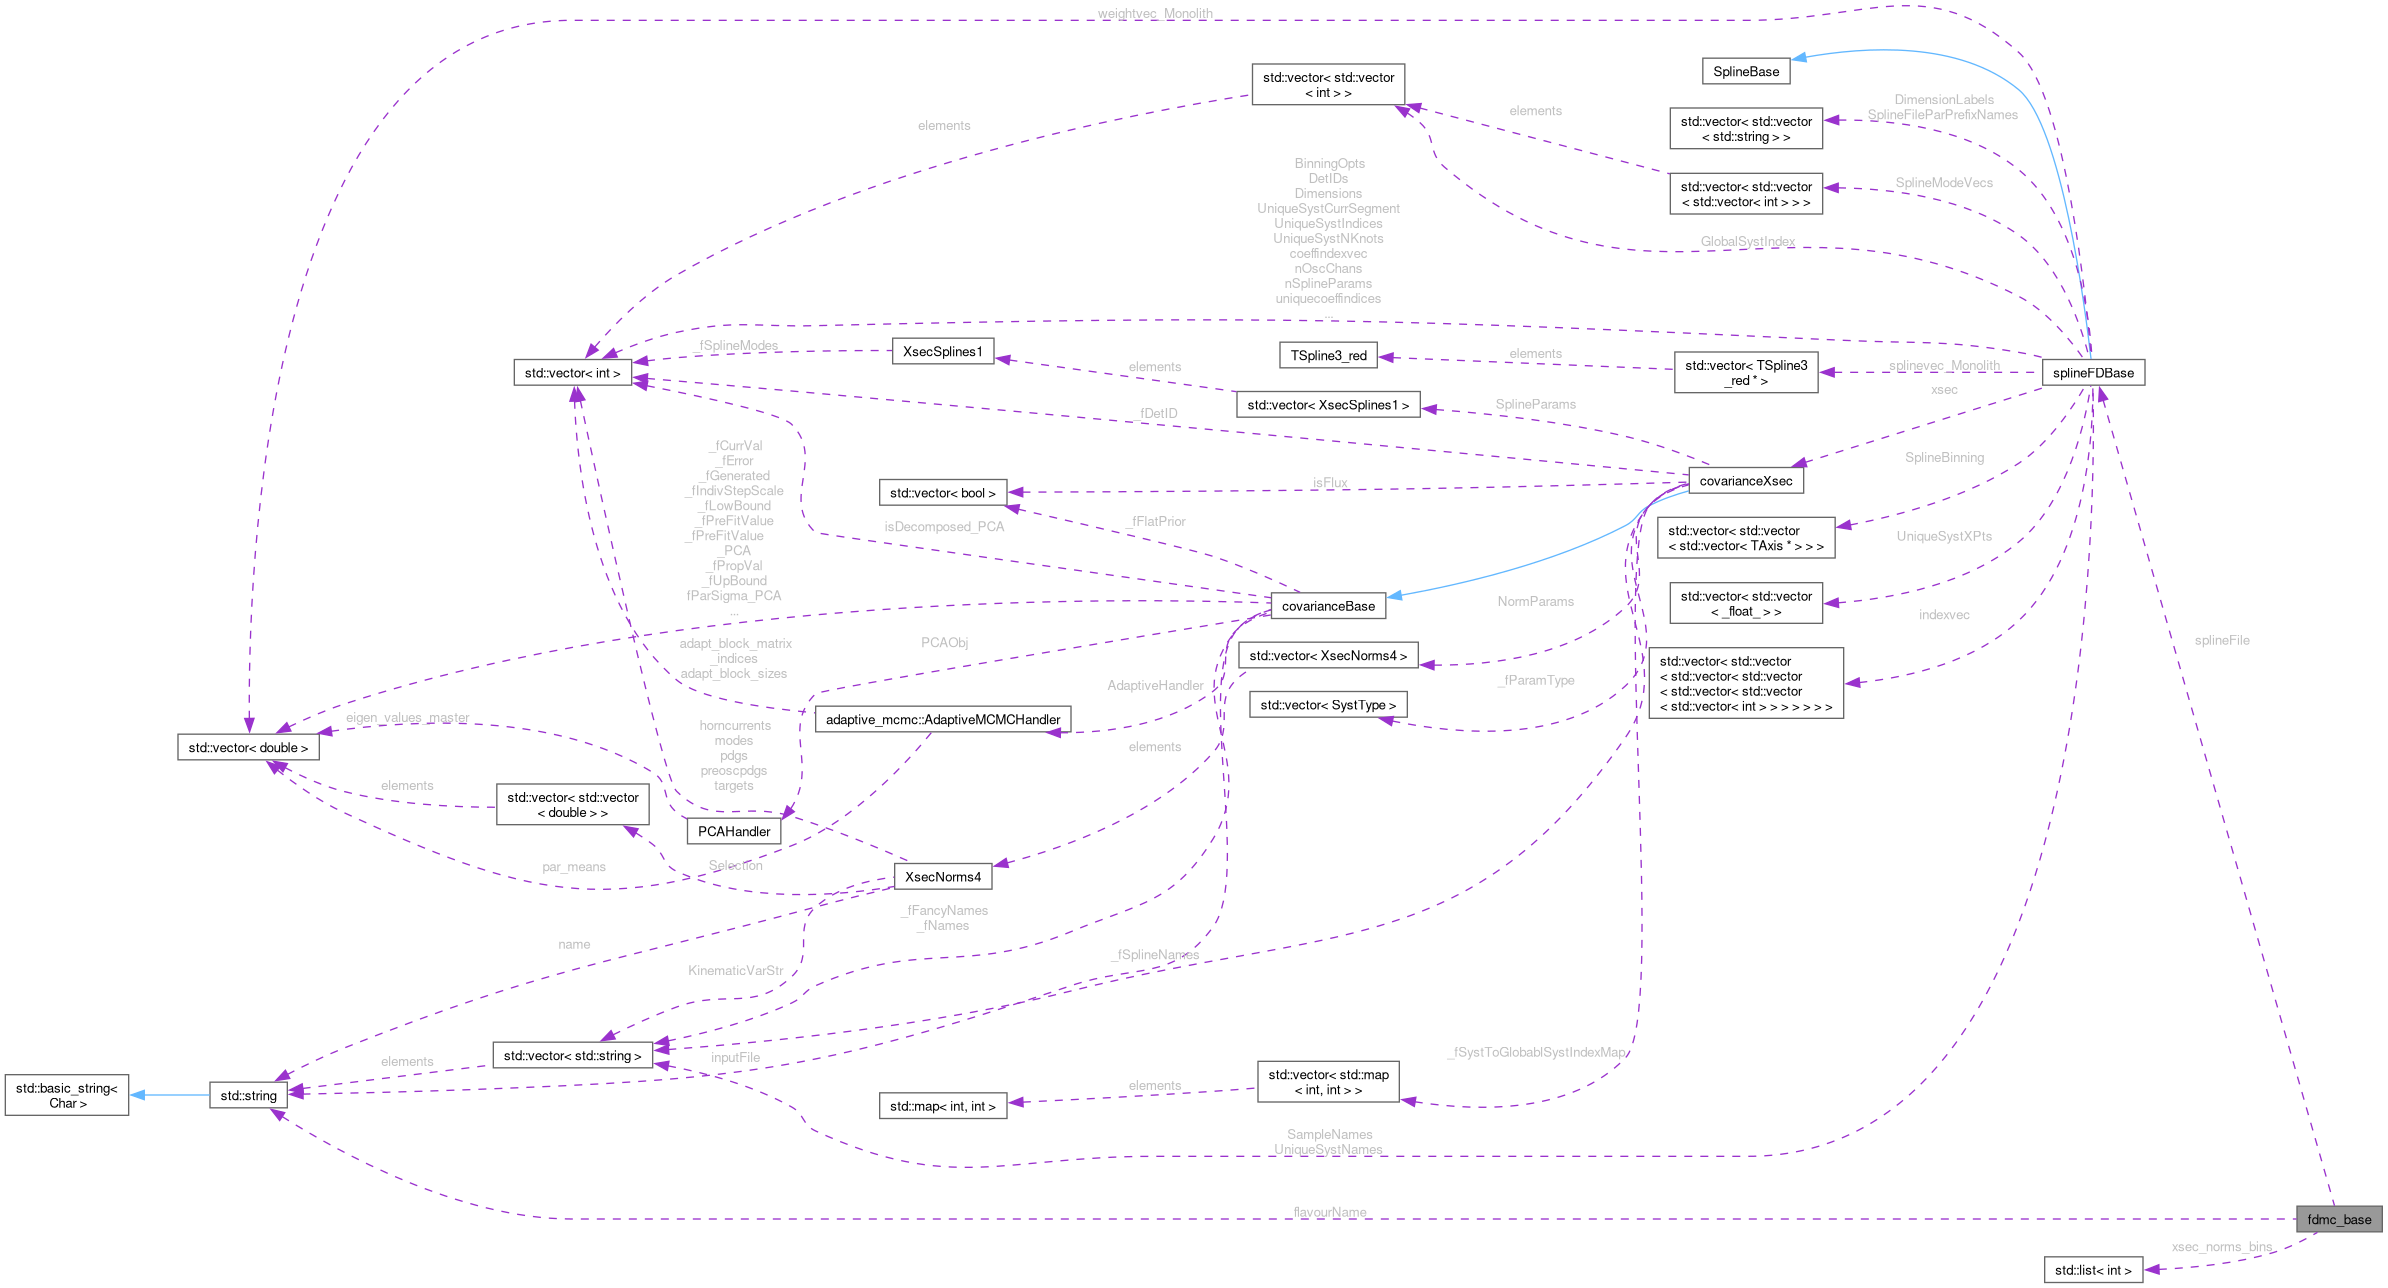 weightvec_Monolith
SplineBase
std::vector< std::vector
< int > >
DimensionLabels
SplineFileParPrefixNames
std::vector< std::vector
< std::string > >
elements
elements
BinningOpts
DetIDs
Dimensions
UniqueSystCurrSegment
UniqueSystIndices
UniqueSystNKnots
coeffindexvec
nOscChans
nSplineParams
uniquecoeffindices
...
std::vector< std::vector
< std::vector< int > > >
SplineModeVecs
GlobalSystIndex
_fSplineModes
XsecSplines1
TSpline3_red
elements
std::vector< TSpline3
_red * >
splinevec_Monolith
splineFDBase
std::vector< int >
elements
std::vector< XsecSplines1 >
SplineParams
xsec
_fDetID
_fCurrVal
_fError
_fGenerated
_fIndivStepScale
_fLowBound
_fPreFitValue
_fPreFitValue
_PCA
_fPropVal
_fUpBound
fParSigma_PCA
...
std::vector< bool >
isFlux
covarianceXsec
SplineBinning
isDecomposed_PCA
_fFlatPrior
std::vector< std::vector
< std::vector< TAxis * > > >
UniqueSystXPts
covarianceBase
NormParams
std::vector< std::vector
< _float_ > >
indexvec
splineFile
adapt_block_matrix
_indices
adapt_block_sizes
PCAObj
std::vector< XsecNorms4 >
std::vector< std::vector
< std::vector< std::vector
< std::vector< std::vector
< std::vector< int > > > > > > >
AdaptiveHandler
_fParamType
std::vector< SystType >
eigen_values_master
adaptive_mcmc::AdaptiveMCMCHandler
std::vector< double >
horncurrents
modes
pdgs
preoscpdgs
targets
elements
elements
std::vector< std::vector
< double > >
PCAHandler
par_means
Selection
XsecNorms4
_fFancyNames
_fNames
name
KinematicVarStr
_fSplineNames
std::vector< std::string >
elements
inputFile
_fSystToGlobablSystIndexMap
std::basic_string<
Char >
std::string
std::map< int, int >
elements
std::vector< std::map
< int, int > >
SampleNames
UniqueSystNames
flavourName
fdmc_base
xsec_norms_bins
std::list< int >